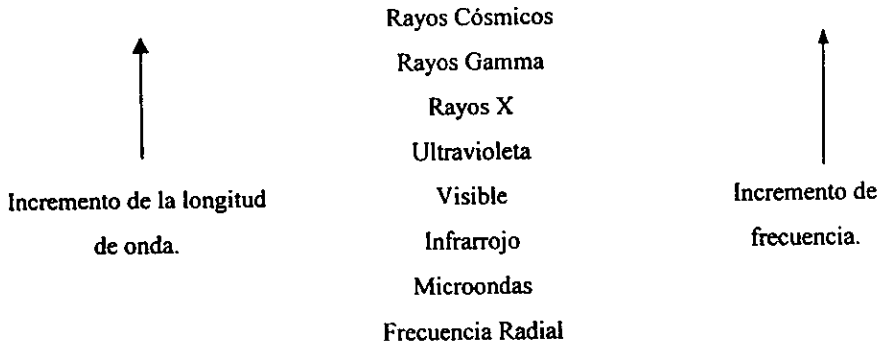 Rayos Cósmicos
Rayos Gamma
Rayos X
Ultravioleta
Visible
Infrarrojo
Microondas
Frecuencia Radial
Incremento de la longitud
de onda.
Incremento de
frecuencia.